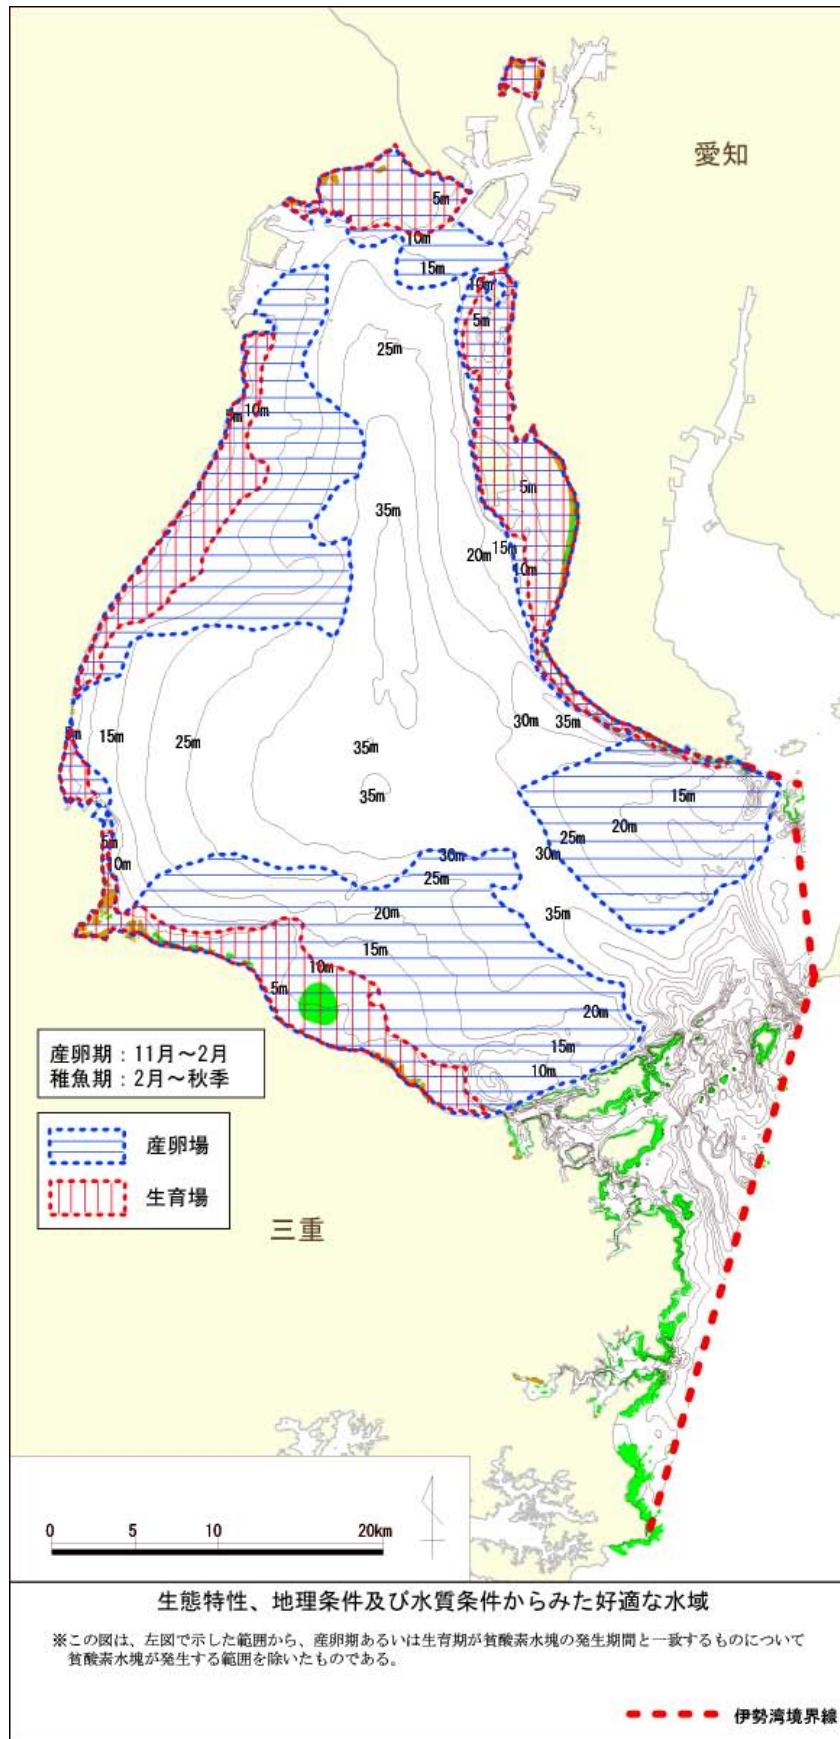 愛知
5m
10m
15m
10m
5m
25m
5m
10m
35m
5m
15m
20m
10m
30m
35m
5m
15m
25m
35m
35m
15m
20m
25m
30m
30m
25m
5m
0m
20m
35m
15m
10m
5m
20m
15m
10m
産卵期：11月～2月
稚魚期：2月～秋季
産卵場
生育場
三重
0 5 10 20km
生態特性、地理条件及び水質条件からみた好適な水域
※この図は、左図で示した範囲から、産卵期あるいは生育期が貧酸素水塊の発生期間と一致するものについて
貧酸素水塊が発生する範囲を除いたものである。
伊勢湾境界線